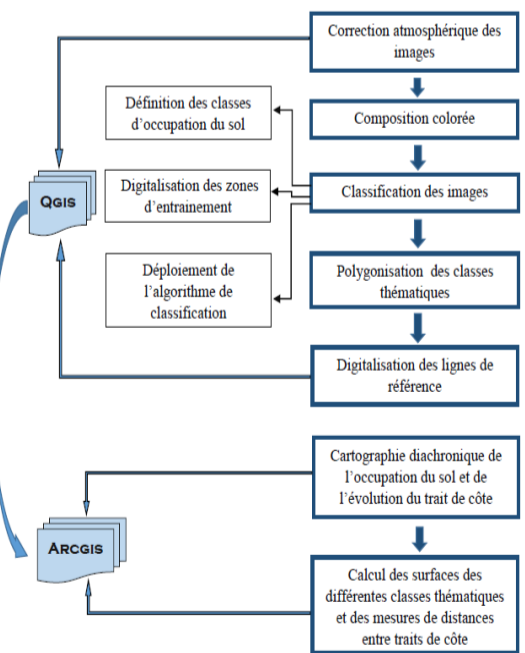 Correction atmosphérique des
images
Définition des classes
d'occupation du sol
Composition colorée
Digitalisation des zones
d'entrainement
Classification des images
QGIS
Déploiement de
l'algorithme de
classification
Polygonisation des classes
thématiques
Digitalisation des lignes de
référence
Cartographie diachronique de
l'occupation du sol et de
l'évolution du trait de côte
ARCGIS
Calcul des surfaces des
différentes classes thématiques
et des mesures de distances
entre traits de côte